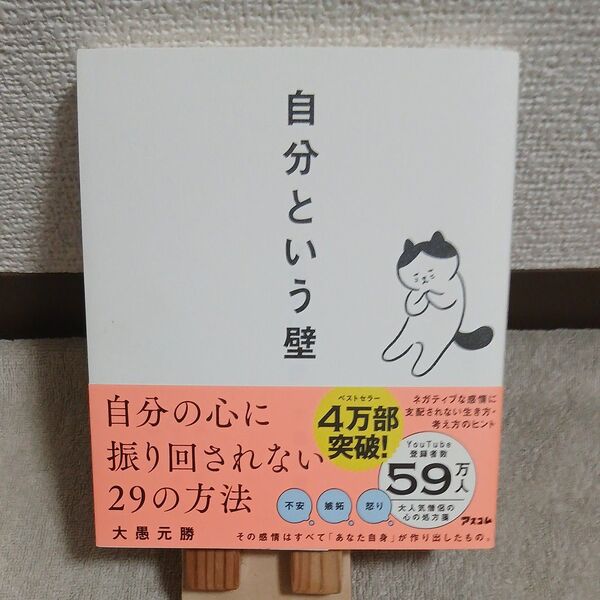 自分という壁
自分の心に
振り回されない
29の方法
大愚元勝
ベストセラー
4万部
突破!
ネガティブな感情に
支配されない生き方・
考え方のヒント
YouTube
登録者数
59万人
大人気僧侶の
心の処方箋
不安
嫉妬
怒り
アスコム
その感情はすべて「あなた自身」が作り出したもの。